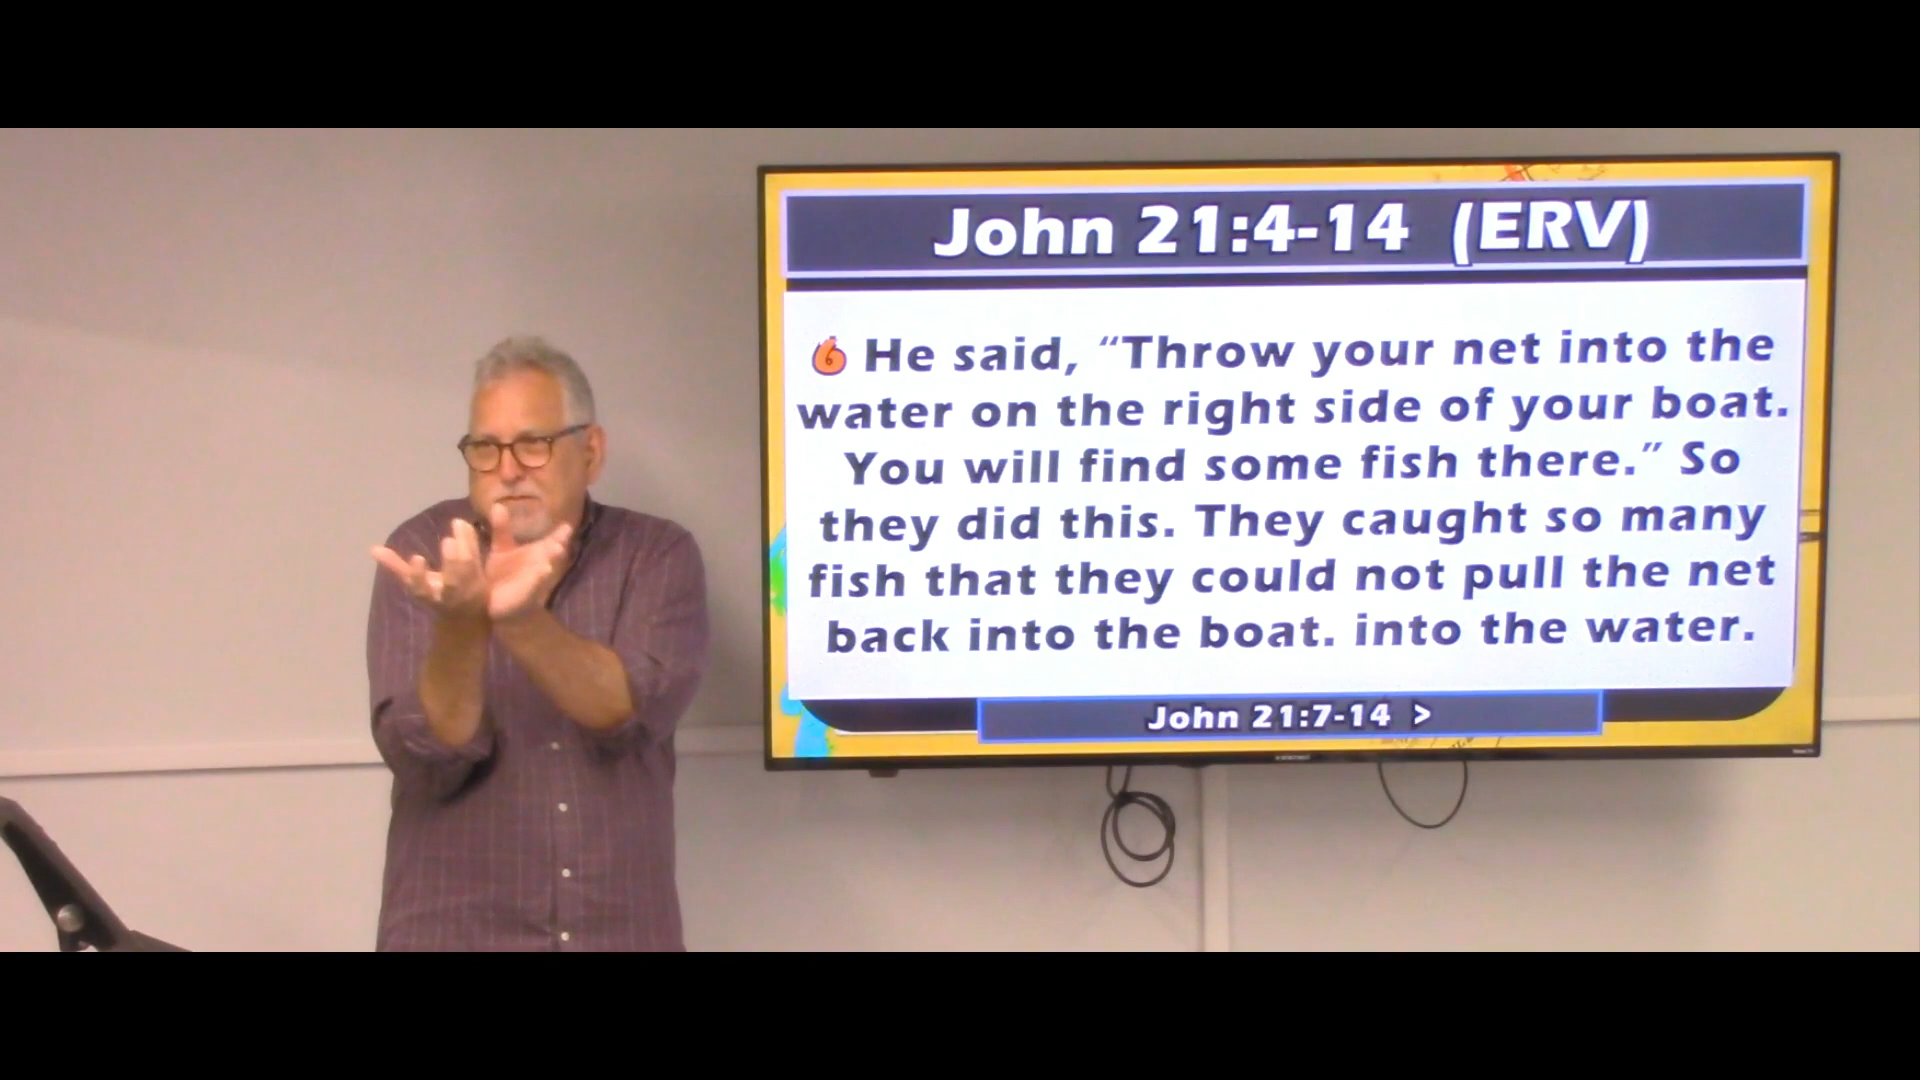 John 21:4-14 (ERV)
6 He said, “Throw your net into the
water on the right side of your boat.
You will find some fish there.” So
they did this. They caught so many
fish that they could not pull the net
back into the boat. into the water.
John 21:7-14 >